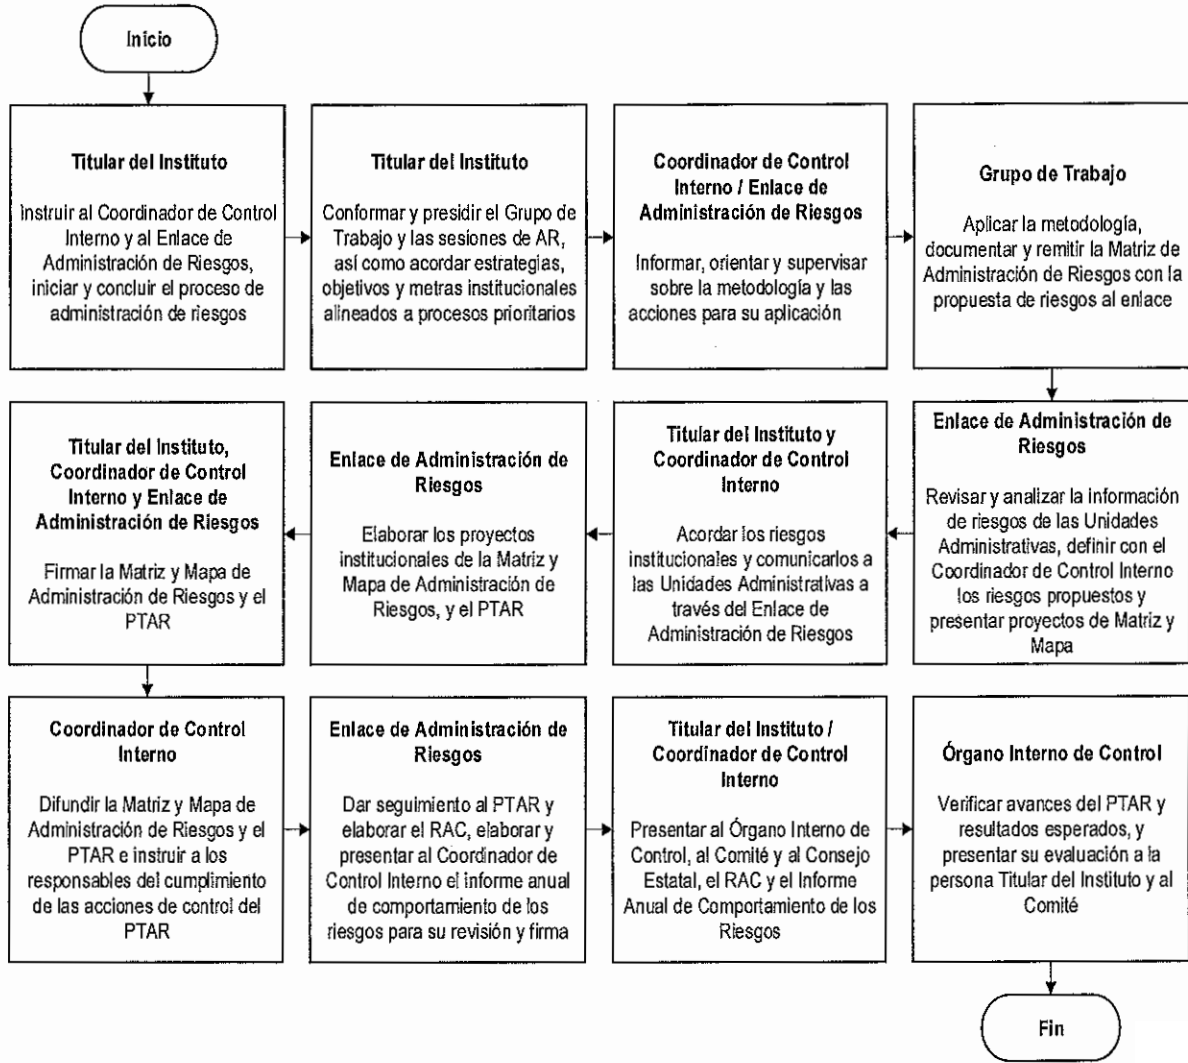 Inicio
Titular del Instituto
Instruir al Coordinador de Control
Interno y al Enlace de
Administración de Riesgos,
iniciar y concluir el proceso de
administración de riesgos
Titular del Instituto
Conformar y presidir el Grupo de
Trabajo y las sesiones de AR,
así como acordar estrategias,
objetivos y metras institucionales
alineados a procesos prioritarios
Coordinador de Control
Interno / Enlace de
Administración de Riesgos
Informar, orientar y supervisar
sobre la metodología y las
acciones para su aplicación
Grupo de Trabajo
Aplicar la metodología,
documentar y remitir la Matriz de
Administración de Riesgos con la
propuesta de riesgos al enlace
Enlace de Administración de
Riesgos
Revisar y analizar la información
de riesgos de las Unidades
Administrativas, definir con el
Coordinador de Control Interno
los riesgos propuestos y
presentar proyectos de Matriz y
Mapa
Titular del Instituto y
Coordinador de Control
Interno
Acordar los riesgos
institucionales y comunicarlos a
las Unidades Administrativas a
través del Enlace de
Administración de Riesgos
Enlace de Administración de
Riesgos
Elaborar los proyectos
institucionales de la Matriz y
Mapa de Administración de
Riesgos, y el PTAR
Titular del Instituto,
Coordinador de Control
Interno y Enlace de
Administración de Riesgos
Firmar la Matriz y Mapa de
Administración de Riesgos y el
PTAR
Coordinador de Control
Interno
Difundir la Matriz y Mapa de
Administración de Riesgos y el
PTAR e instruir a los
responsables del cumplimiento
de las acciones de control del
PTAR
Enlace de Administración de
Riesgos
Dar seguimiento al PTAR y
elaborar el RAC, elaborar y
presentar al Coordinador de
Control Interno el informe anual
de comportamiento de los
riesgos para su revisión y firma
Titular del Instituto /
Coordinador de Control
Interno
Presentar al Órgano Interno de
Control, al Comité y al Consejo
Estatal, el RAC y el Informe
Anual de Comportamiento de los
Riesgos
Órgano Interno de Control
Verificar avances del PTAR y
resultados esperados, y
presentar su evaluación a la
persona Titular del Instituto y al
Comité
Fin